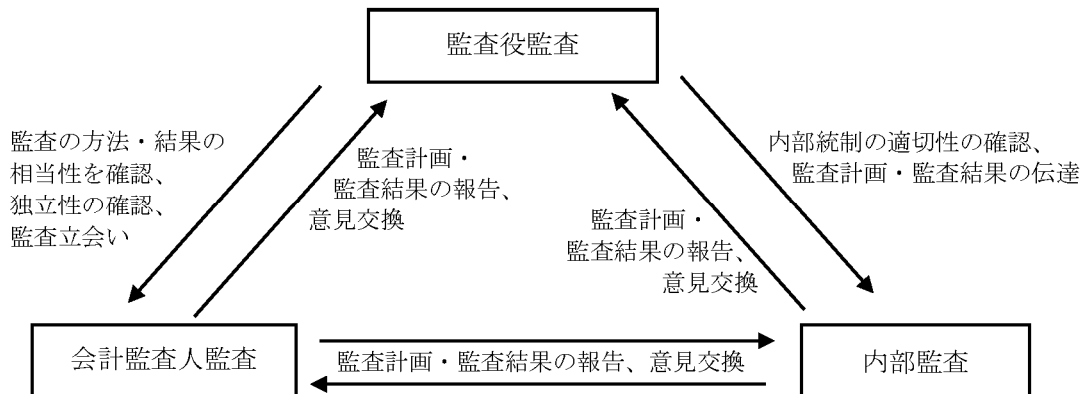 監査役監査
監査の方法・結果の
相当性を確認、
独立性の確認、
監査立会い
監査計画・
監査結果の報告、
意見交換
監査計画・
監査結果の報告、
意見交換
内部統制の適切性の確認、
監査計画・監査結果の伝達
会計監査人監査
監査計画・監査結果の報告、意見交換
内部監査